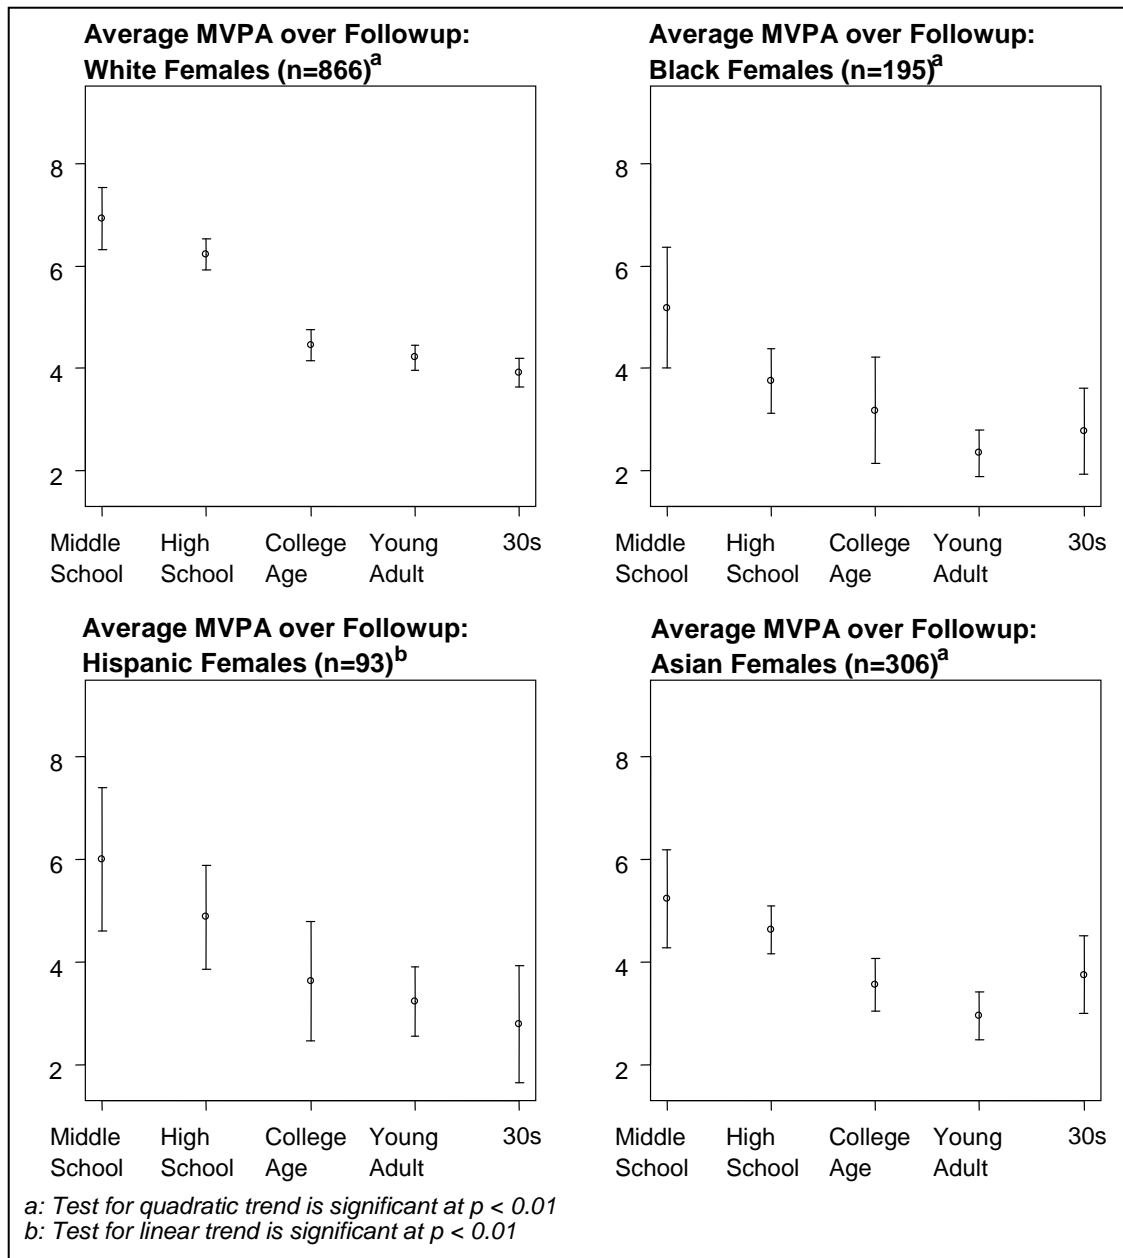 Average MVPA over Followup:
White Females (n=866)a
8
6
4
2
Middle School
High School
College Age
Young Adult
30s
Average MVPA over Followup:
Black Females (n=195)a
8
6
4
2
Middle School
High School
College Age
Young Adult
30s
Average MVPA over Followup:
Hispanic Females (n=93)b
8
6
4
2
Middle School
High School
College Age
Young Adult
30s
Average MVPA over Followup:
Asian Females (n=306)a
8
6
4
2
Middle School
High School
College Age
Young Adult
30s
a: Test for quadratic trend is significant at p < 0.01
b: Test for linear trend is significant at p < 0.01